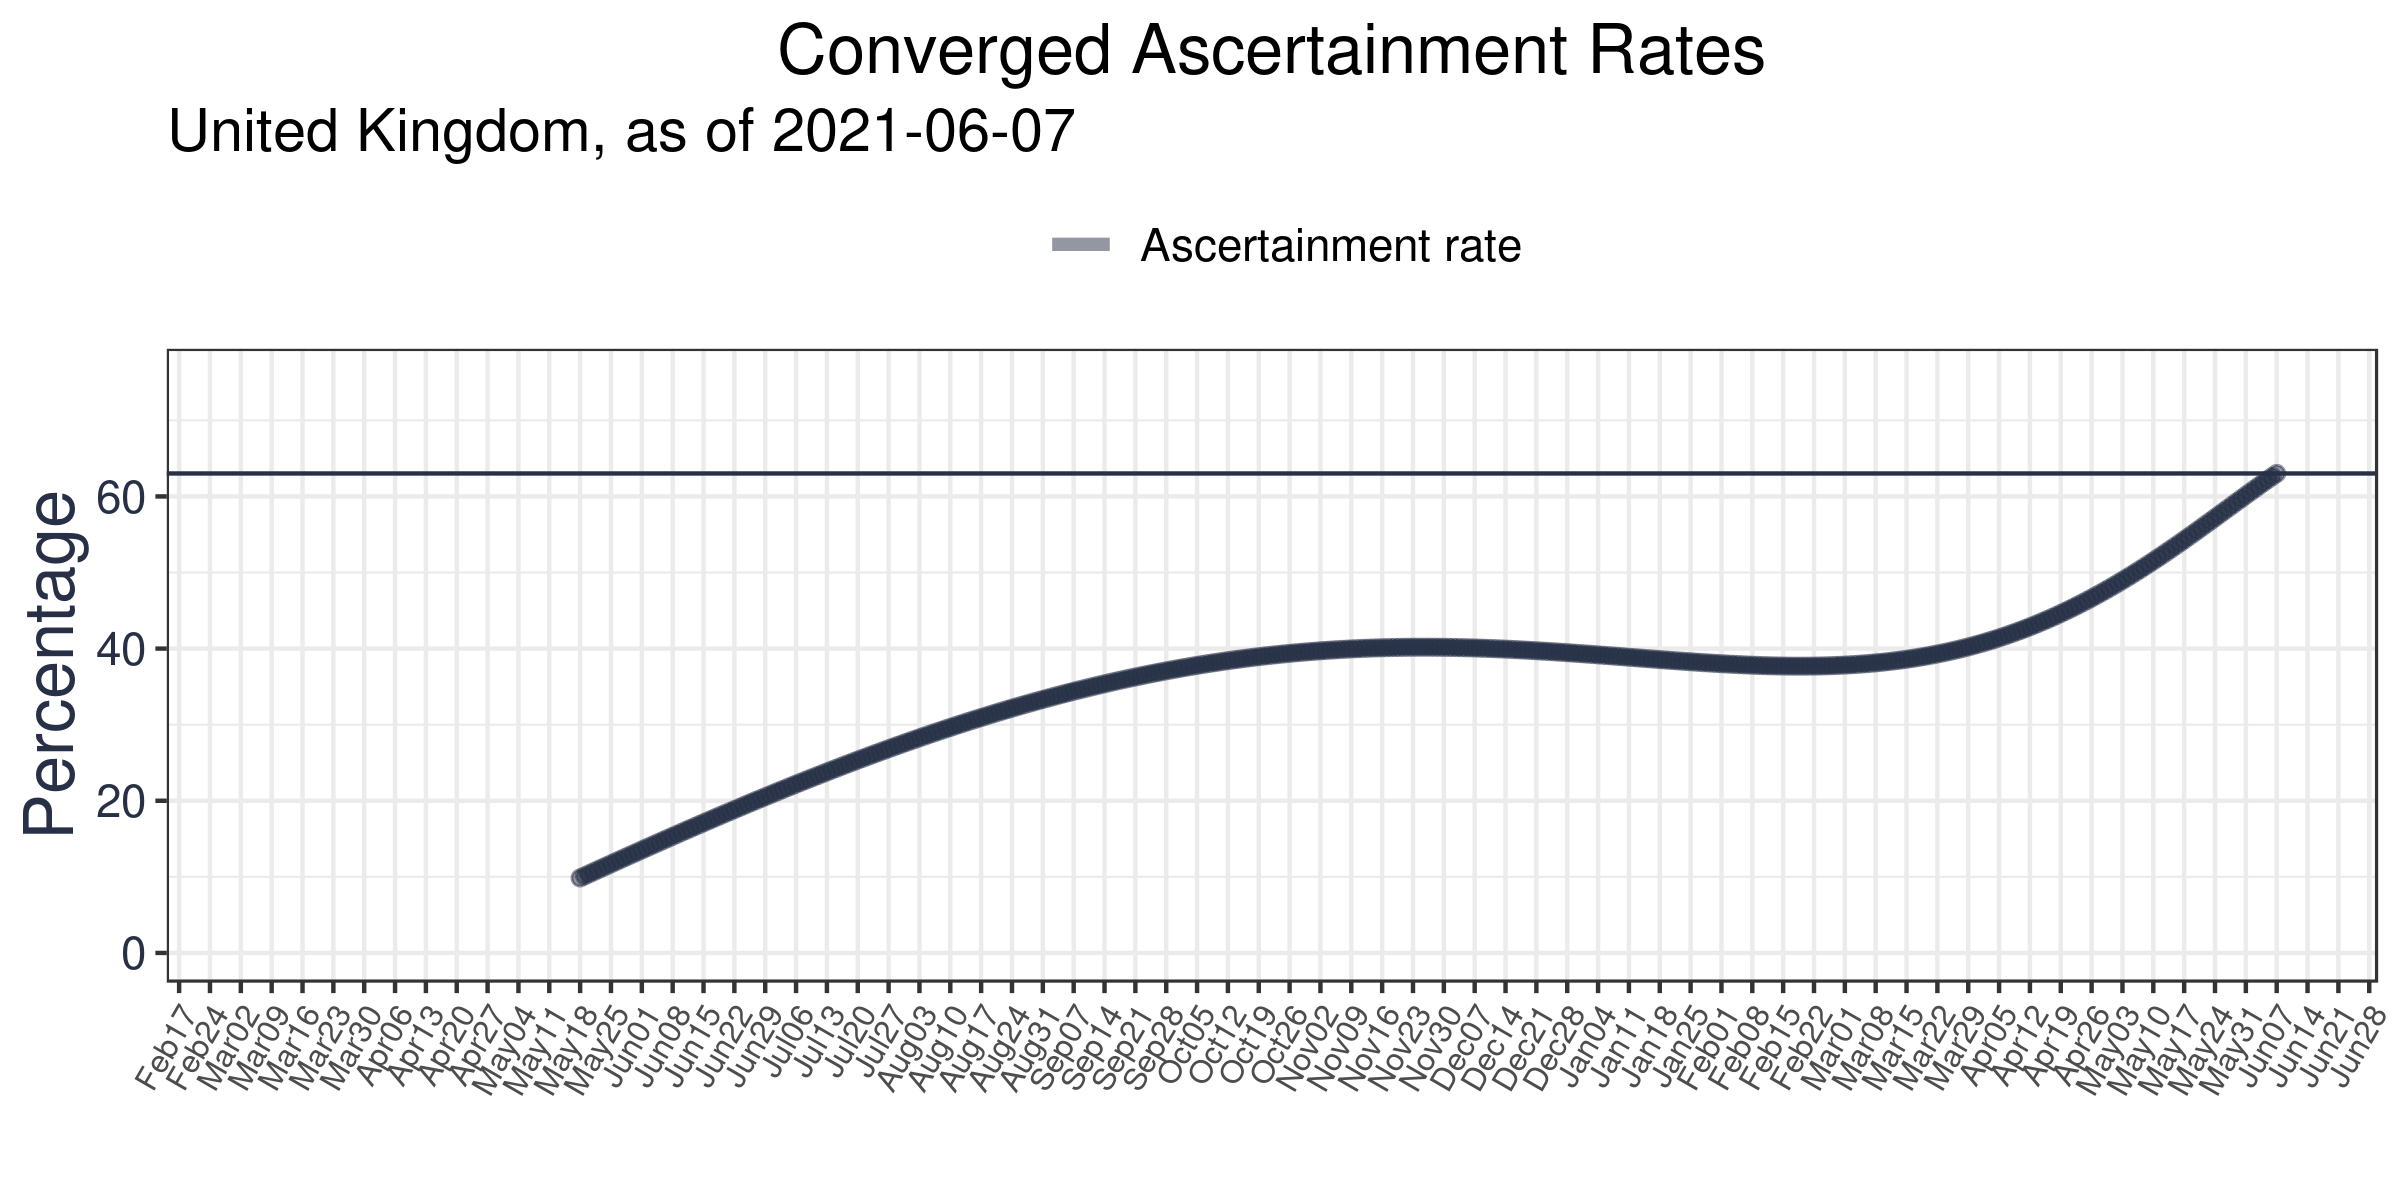 Converged Ascertainment Rates
United Kingdom, as of 2021-06-07
Ascertainment rate
Percentage
60
40
20
0
Feb17 Feb24 Mar02 Mar09 Mar16 Mar23 Mar30 Apr06 Apr13 Apr20 Apr27 May04 May11 May18 May25 Jun01 Jun08 Jun15 Jun22 Jun29 Jul06 Jul13 Jul20 Jul27 Aug03 Aug10 Aug17 Aug24 Aug31 Sep07 Sep14 Sep21 Sep28 Oct05 Oct12 Oct19 Oct26 Nov02 Nov09 Nov16 Nov23 Nov30 Dec07 Dec14 Dec21 Dec28 Jan04 Jan11 Jan18 Jan25 Feb01 Feb08 Feb15 Feb22 Mar01 Mar08 Mar15 Mar22 Mar29 Apr05 Apr12 Apr19 Apr26 May03 May10 May17 May24 May31 Jun07 Jun14 Jun21 Jun28